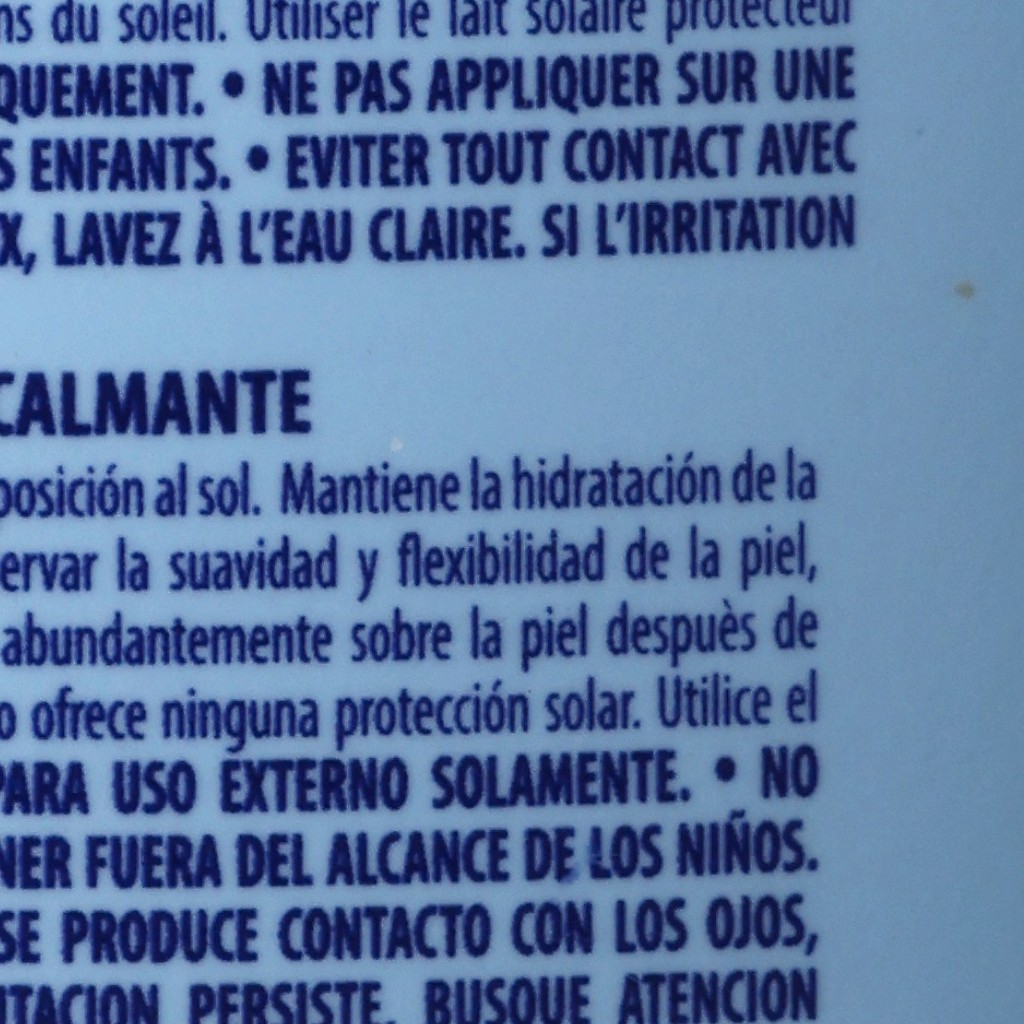 ns du soleil. Utiliser le lait solaire protecteur
QUEMENT. • NE PAS APPLIQUER SUR UNE
S ENFANTS. • EVITER TOUT CONTACT AVEC
X, LAVEZ À L'EAU CLAIRE. SI L'IRRITATION
CALMANTE
posición al sol. Mantiene la hidratación de la
ervar la suavidad y flexibilidad de la piel,
abundantemente sobre la piel despuès de
o ofrece ninguna protección solar. Utilice el
PARA USO EXTERNO SOLAMENTE. • NO
NER FUERA DEL ALCANCE DE LOS NIÑOS.
SE PRODUCE CONTACTO CON LOS OJOS,
ITACION PERSISTE, BUSQUE ATENCION